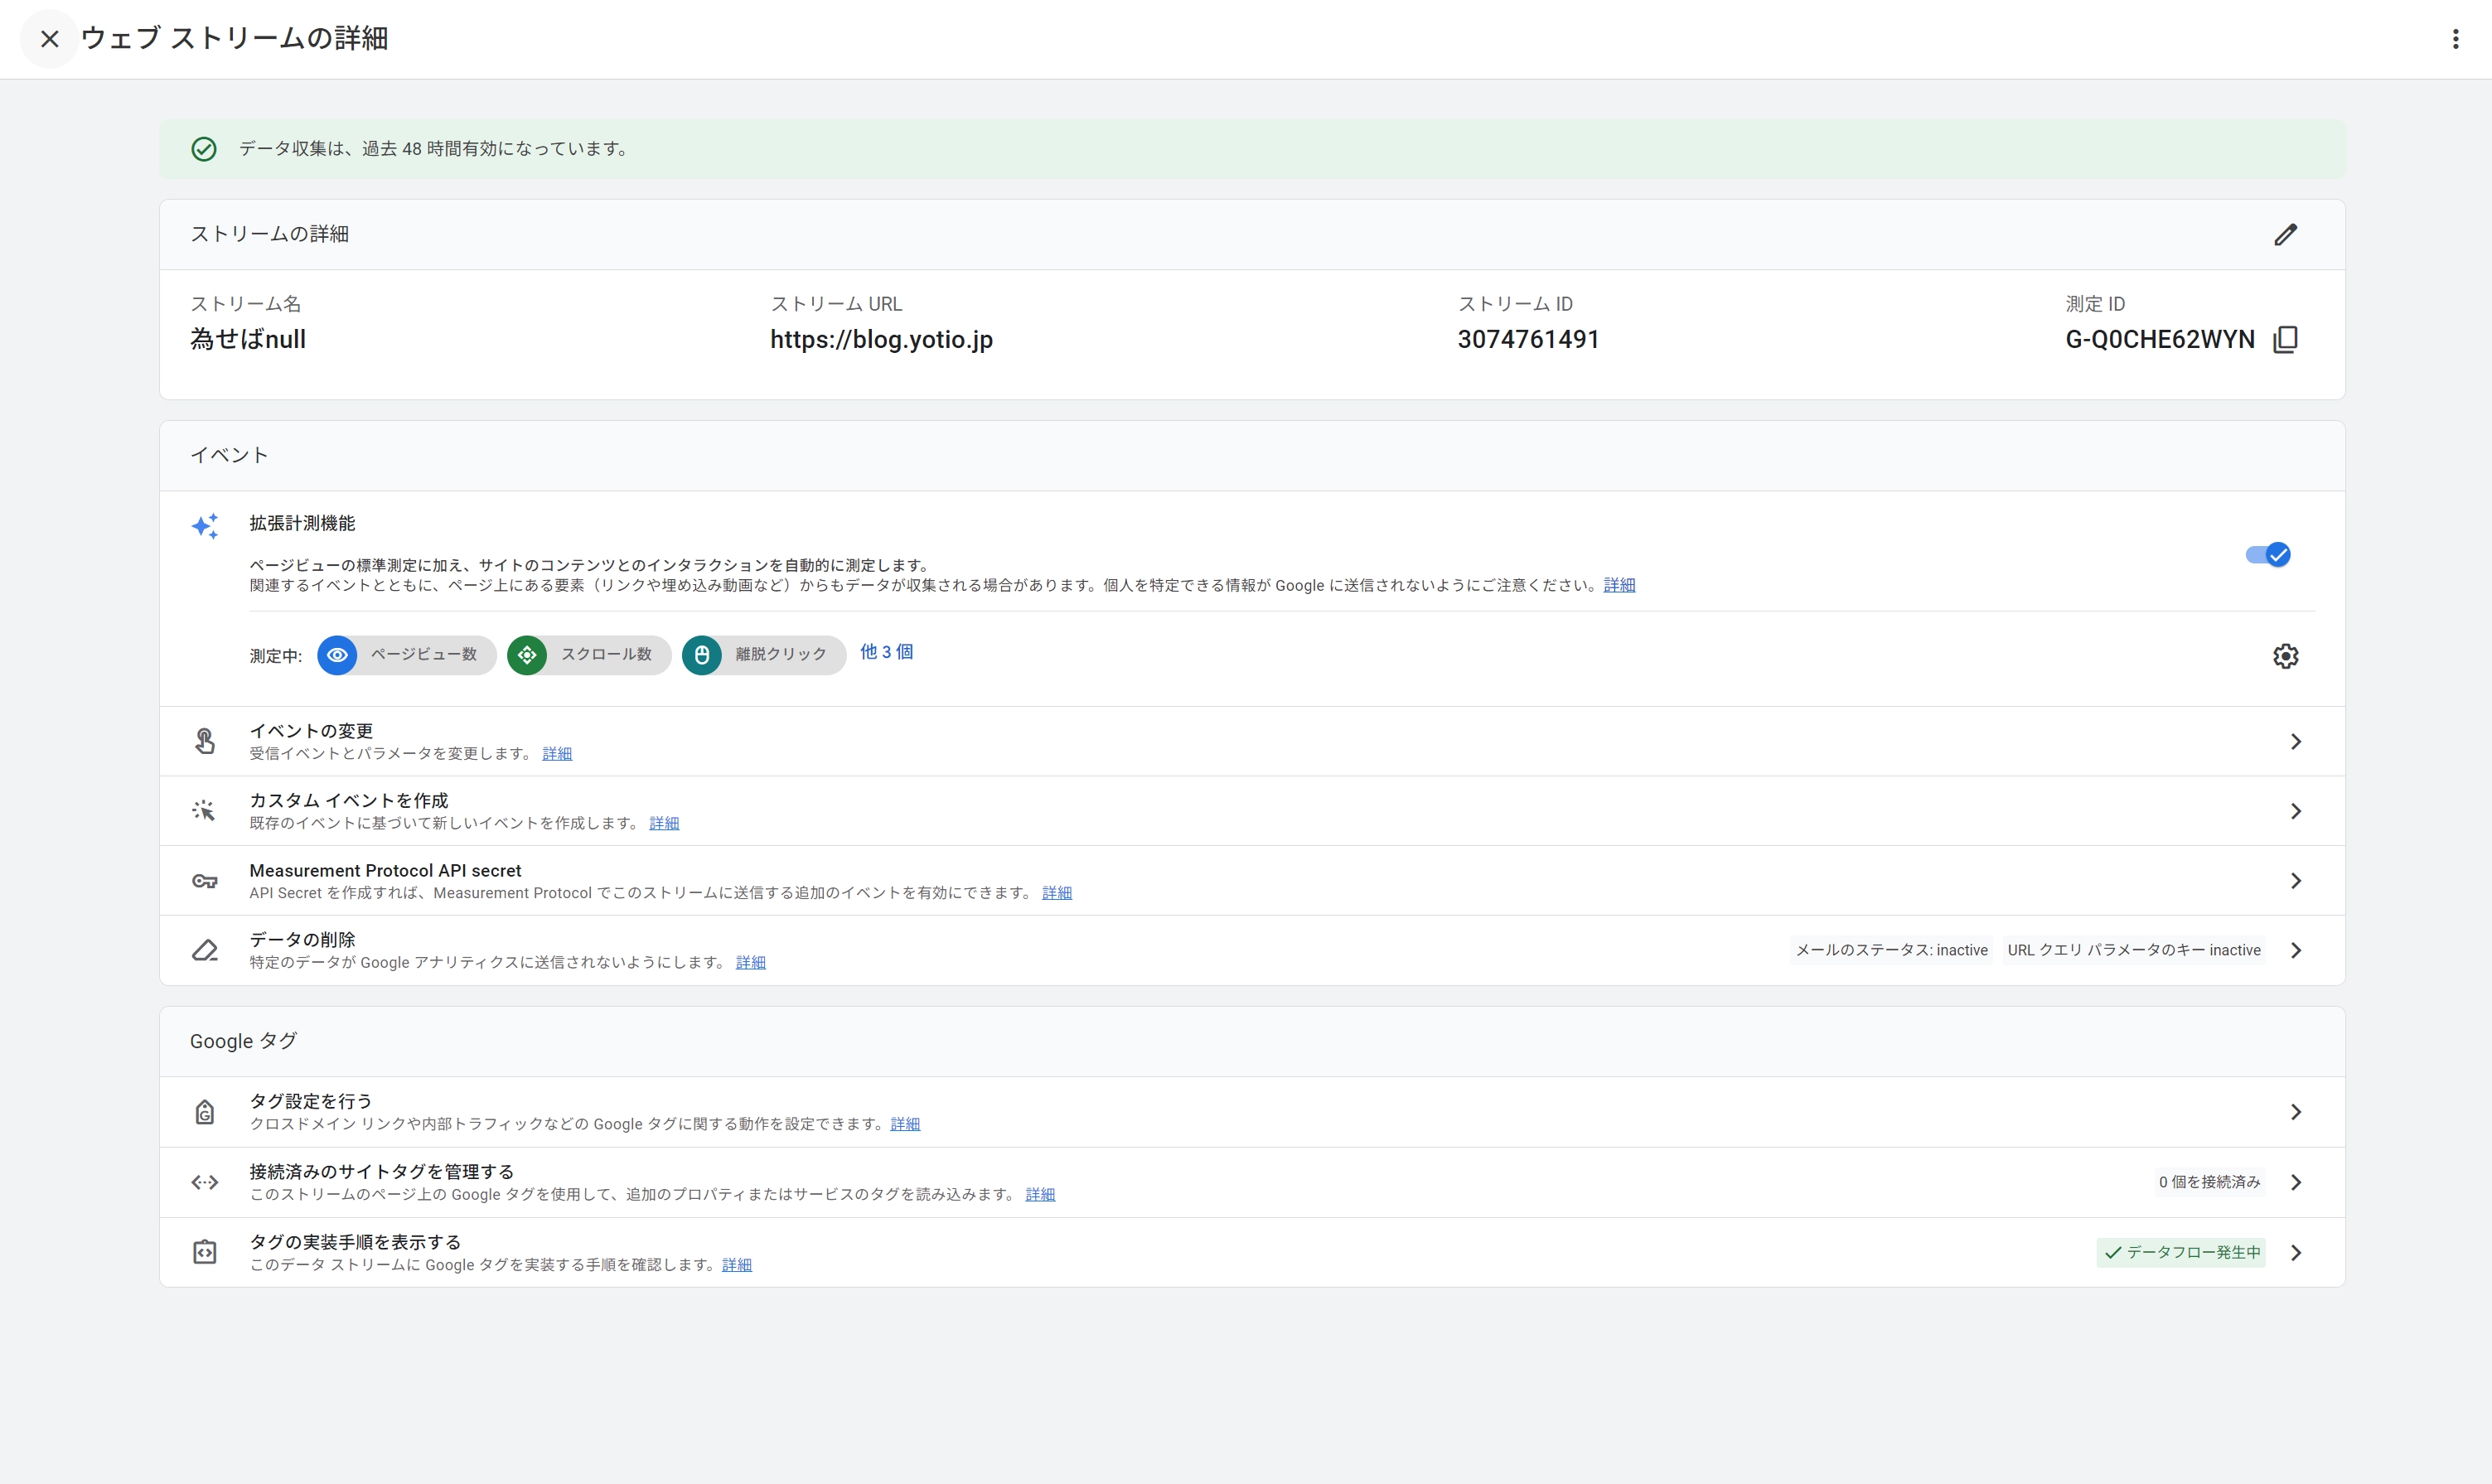 ウェブ ストリームの詳細
データ収集は、過去 48 時間有効になっています。
ストリームの詳細
ストリーム名
為せばnull
ストリーム URL
https://blog.yotio.jp
ストリーム ID
3074761491
測定 ID
G-Q0CHE62WYN
イベント
拡張計測機能
ページビューの標準測定に加え、サイトのコンテンツとのインタラクションを自動的に測定します。
関連するイベントとともに、ページ上にある要素（リンクや埋め込み動画など）からもデータが収集される場合があります。個人を特定できる情報が Google に送信されないようにご注意ください。詳細
測定中: ページビュー数 スクロール数 離脱クリック 他 3 個
イベントの変更
受信イベントとパラメータを変更します。 詳細
カスタム イベントを作成
既存のイベントに基づいて新しいイベントを作成します。 詳細
Measurement Protocol API secret
API Secret を作成すれば、Measurement Protocol でこのストリームに送信する追加のイベントを有効にできます。 詳細
データの削除
特定のデータが Google アナリティクスに送信されないようにします。 詳細
メールのステータス: inactive URL クエリ パラメータのキー inactive
Google タグ
タグ設定を行う
クロスドメイン リンクや内部トラフィックなどの Google タグに関する動作を設定できます。詳細
接続済みのサイトタグを管理する
このストリームのページ上の Google タグを使用して、追加のプロパティまたはサービスのタグを読み込みます。 詳細
0 個を接続済み
タグの実装手順を表示する
このデータ ストリームに Google タグを実装する手順を確認します。詳細
データフロー発生中